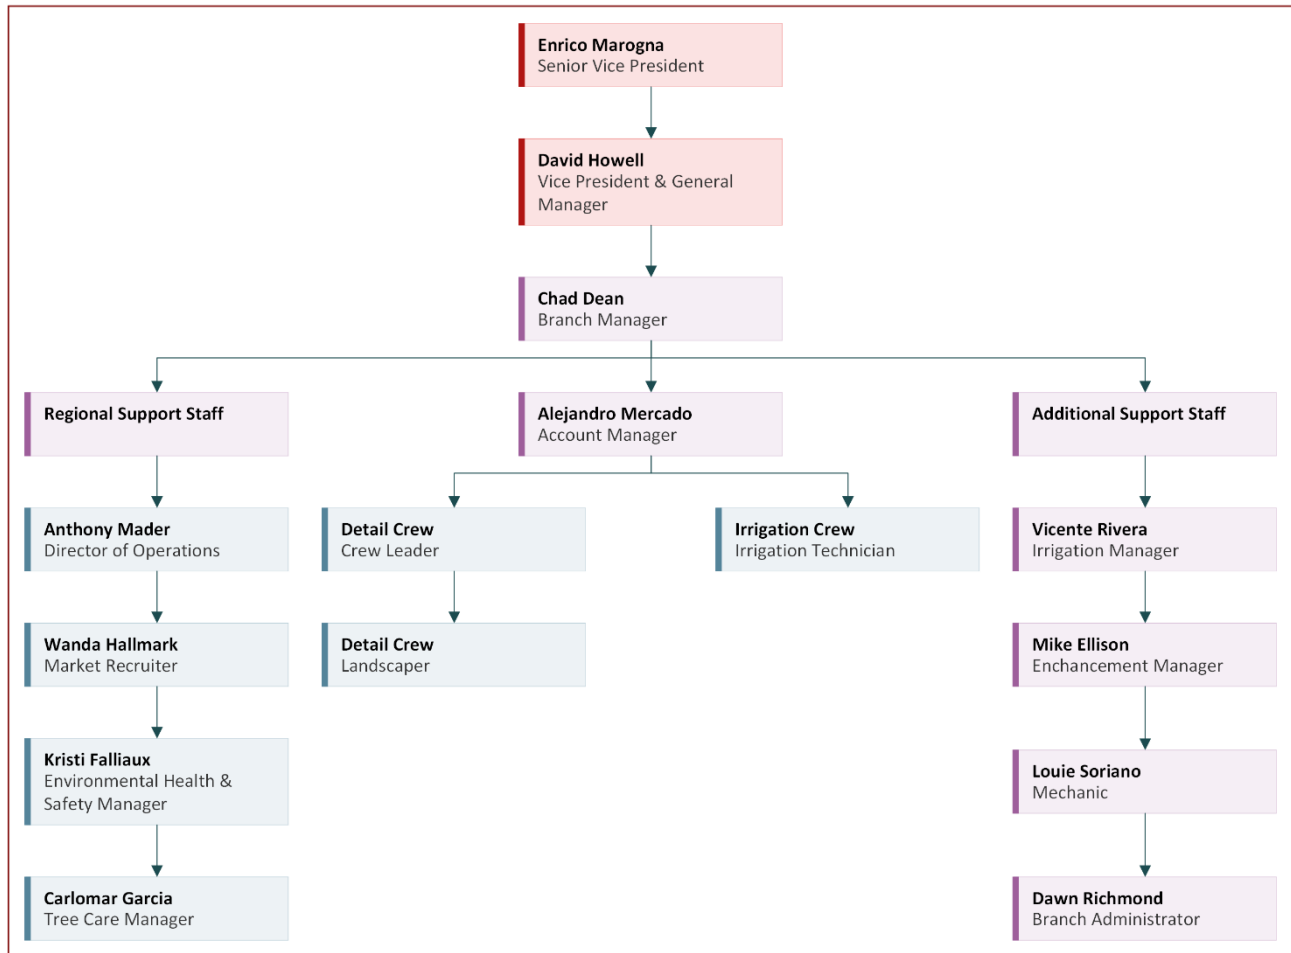 Enrico Marogna
Senior Vice President
David Howell
Vice President & General
Manager
Chad Dean
Branch Manager
Regional Support Staff
Alejandro Mercado
Account Manager
Additional Support Staff
Anthony Mader
Director of Operations
Detail Crew
Crew Leader
Irrigation Crew
Irrigation Technician
Vicente Rivera
Irrigation Manager
Wanda Hallmark
Market Recruiter
Detail Crew
Landscaper
Mike Ellison
Enchancement Manager
Kristi Falliaux
Environmental Health &
Safety Manager
Louie Soriano
Mechanic
Carlomar Garcia
Tree Care Manager
Dawn Richmond
Branch Administrator